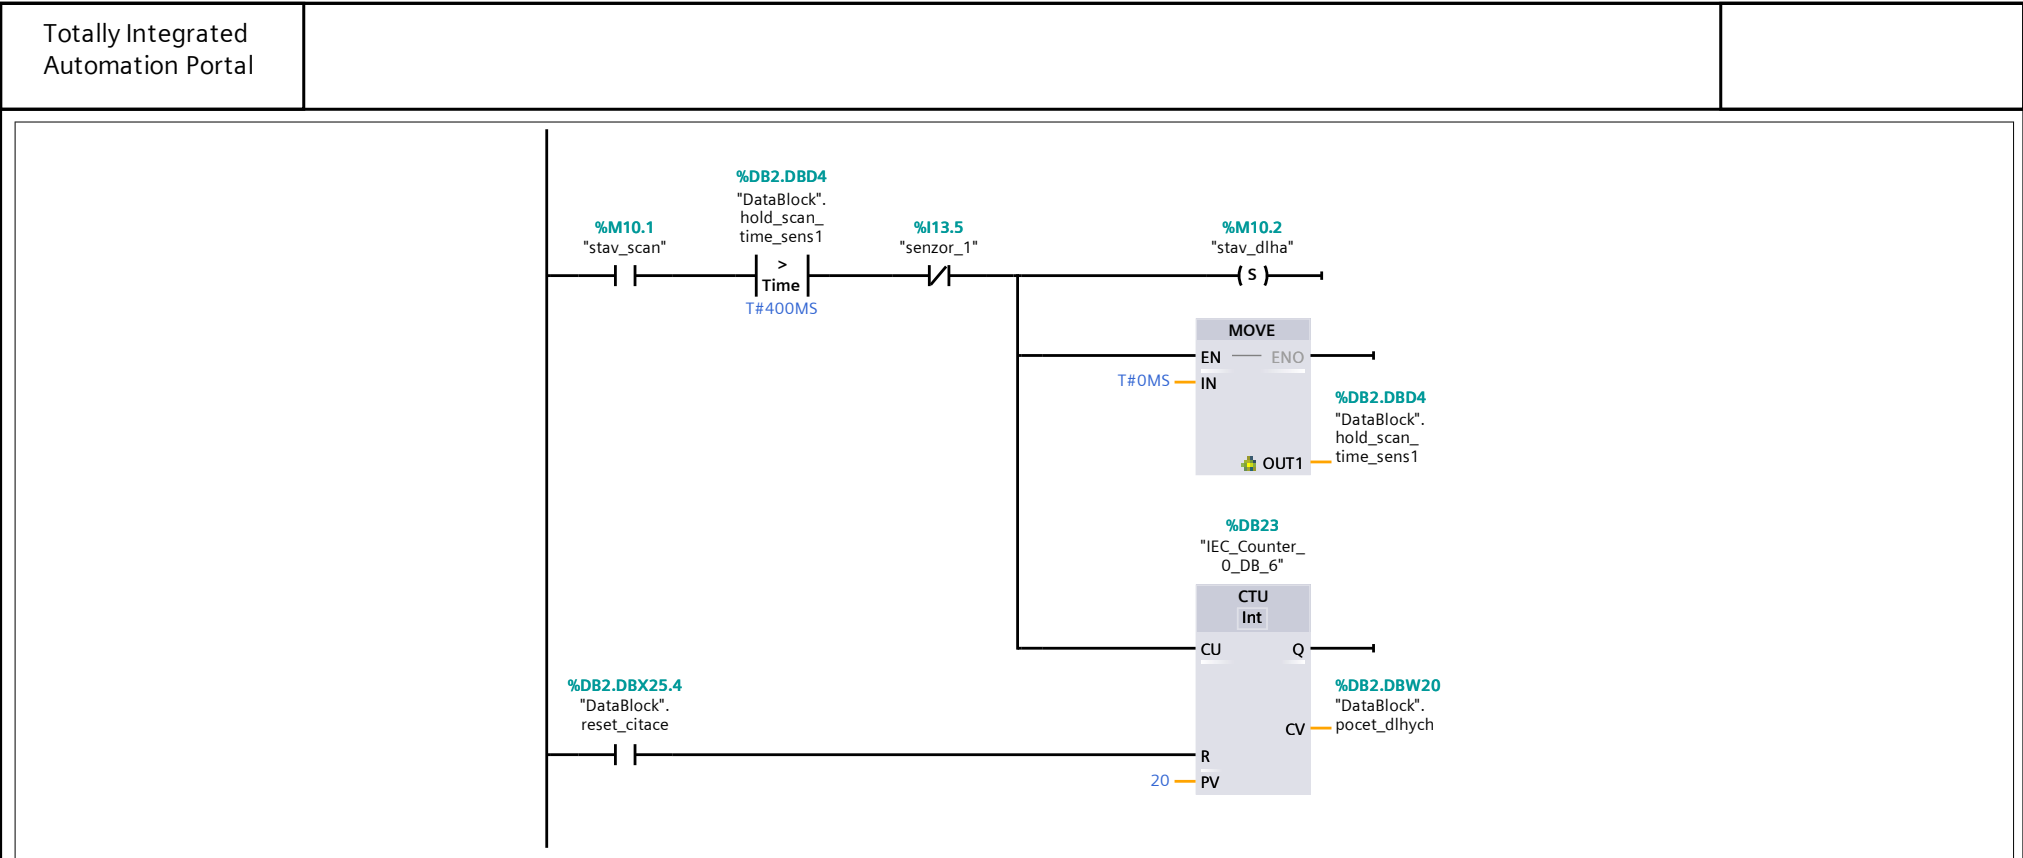 Totally Integrated
Automation Portal
%DB2.DBD4
"DataBlock".
hold_scan_
time_sens1
%M10.1
"stav_scan"
>
Time
T#400MS
%I13.5
"senzor_1"
%M10.2
"stav_dlha"
S
MOVE
EN
ENO
T#0MS
IN
OUT1
%DB2.DBD4
"DataBlock".
hold_scan_
time_sens1
%DB23
"IEC_Counter_
0_DB_6"
CTU
Int
CU
Q
%DB2.DBX25.4
"DataBlock".
reset_citace
%DB2.DBW20
"DataBlock".
pocet_dlhych
CV
R
20
PV